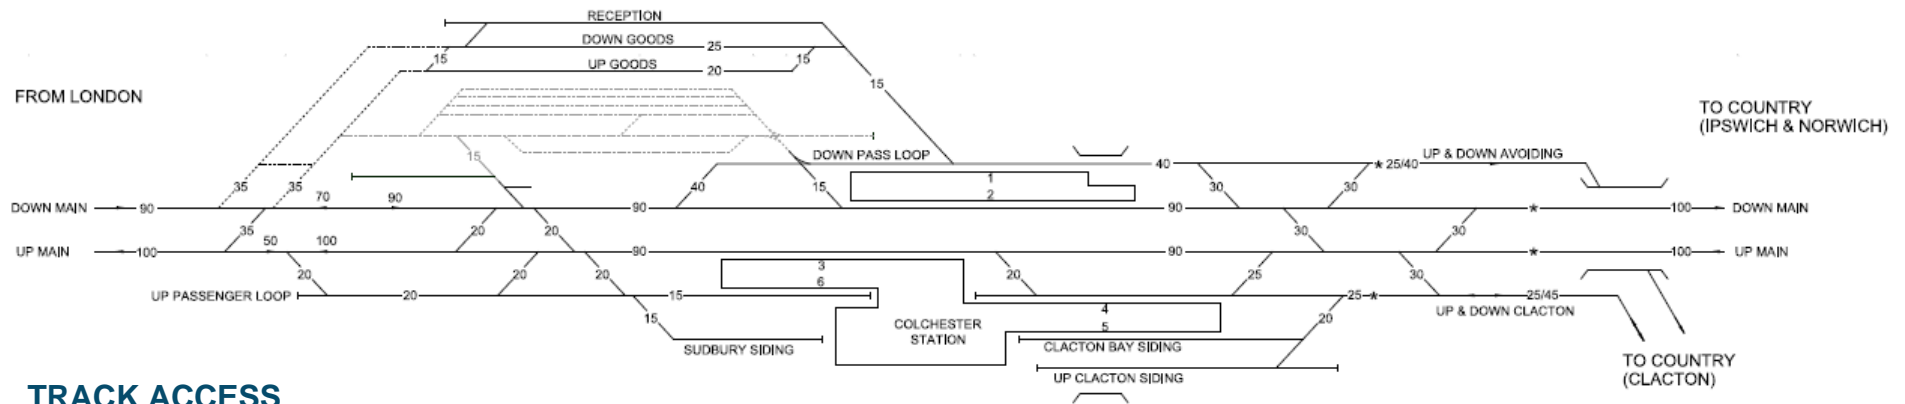 RECEPTION
DOWN GOODS 25
15 15
UP GOODS 20
15
FROM LONDON
TO COUNTRY
(IPSWICH & NORWICH)
15
DOWN PASS LOOP 40 * 25/40 UP & DOWN AVOIDING
35 35 70 90 40 15 1 30 30
2
DOWN MAIN 90 90 90 * 100 DOWN MAIN
35 50 100 20 20 30 30
UP MAIN 100 90 90 * 100 UP MAIN
20 20 20 3 20 25 30
6
UP PASSENGER LOOP 20 15 25 * 25/45
UP & DOWN CLACTON
15 4 20
COLCHESTER
STATION
5
SUDBURY SIDING CLACTON BAY SIDING
UP CLACTON SIDING
TO COUNTRY
(CLACTON)
TRACK ACCESS